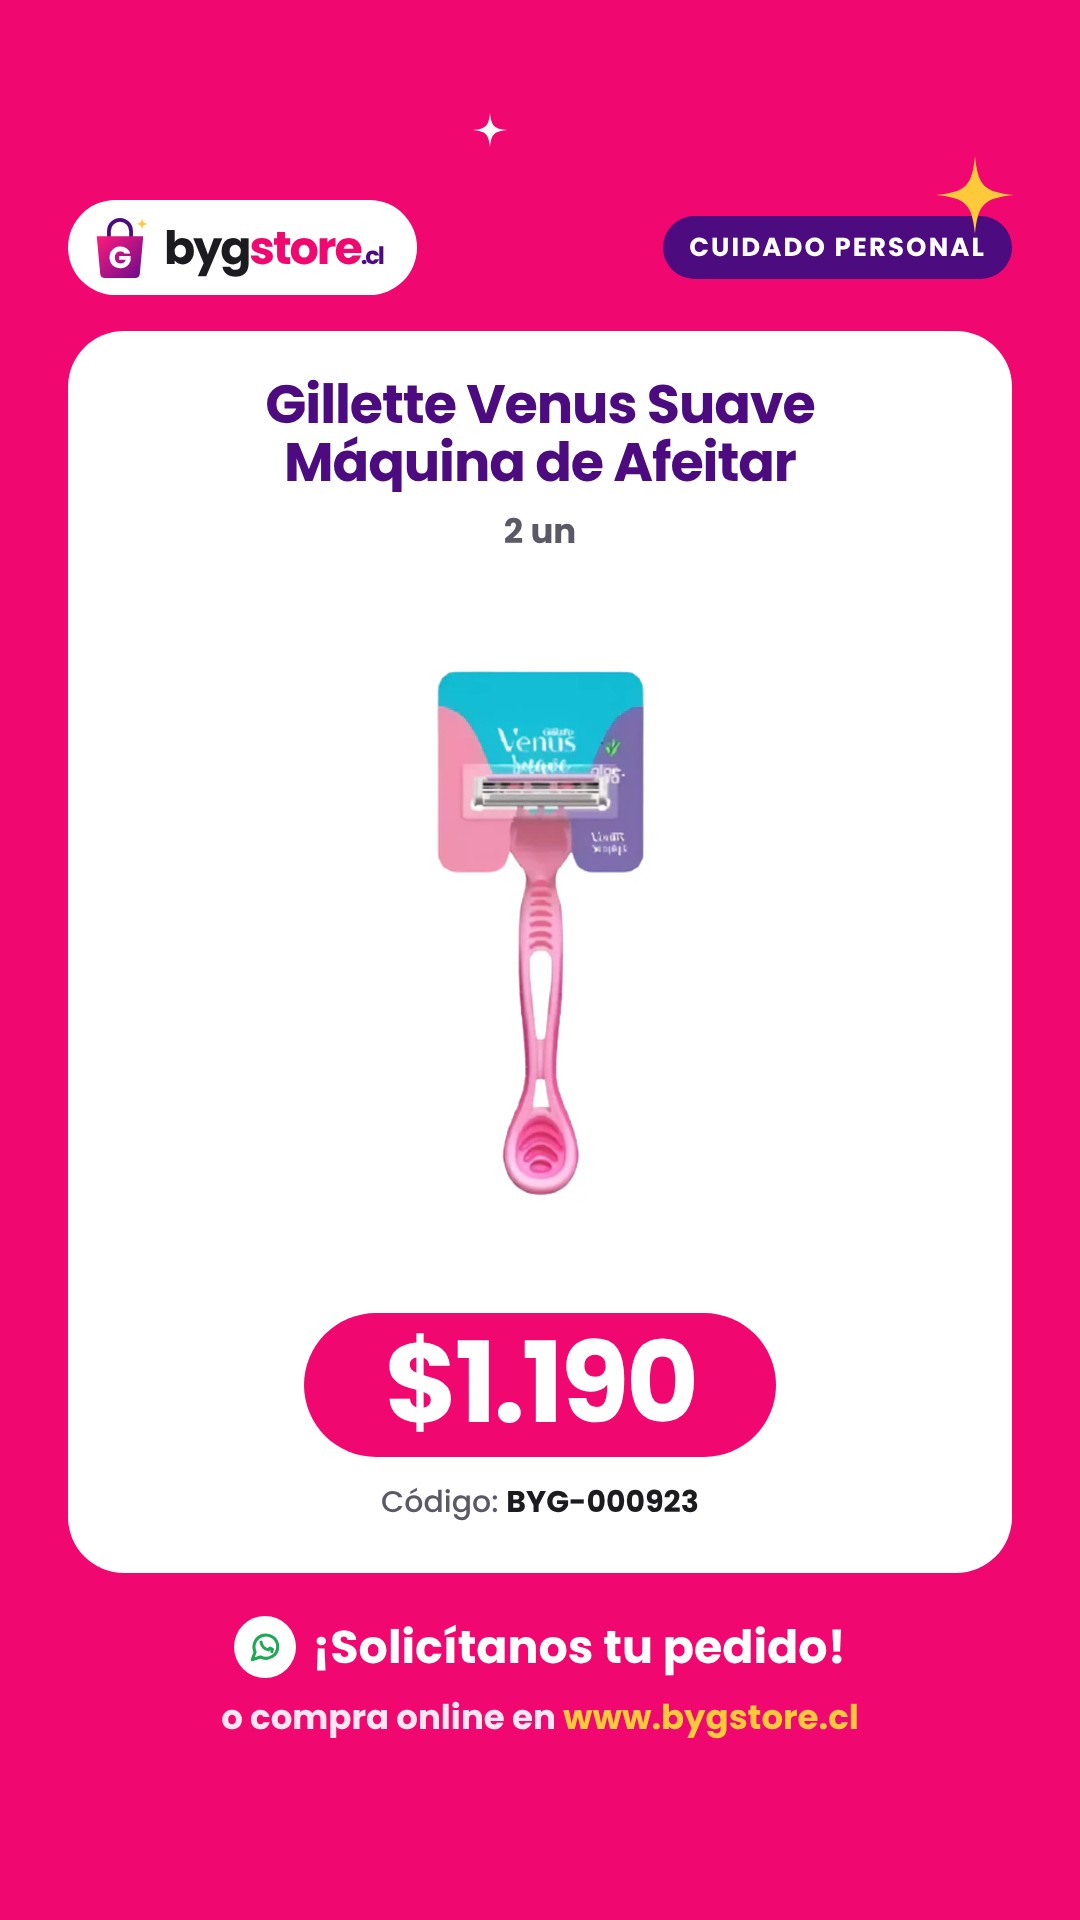 G
bygstore.cl
CUIDADO PERSONAL
Gillette Venus Suave
Máquina de Afeitar
2 un
Venus
$1.190
Código: BYG-000923
¡Solicítanos tu pedido!
o compra online en www.bygstore.cl